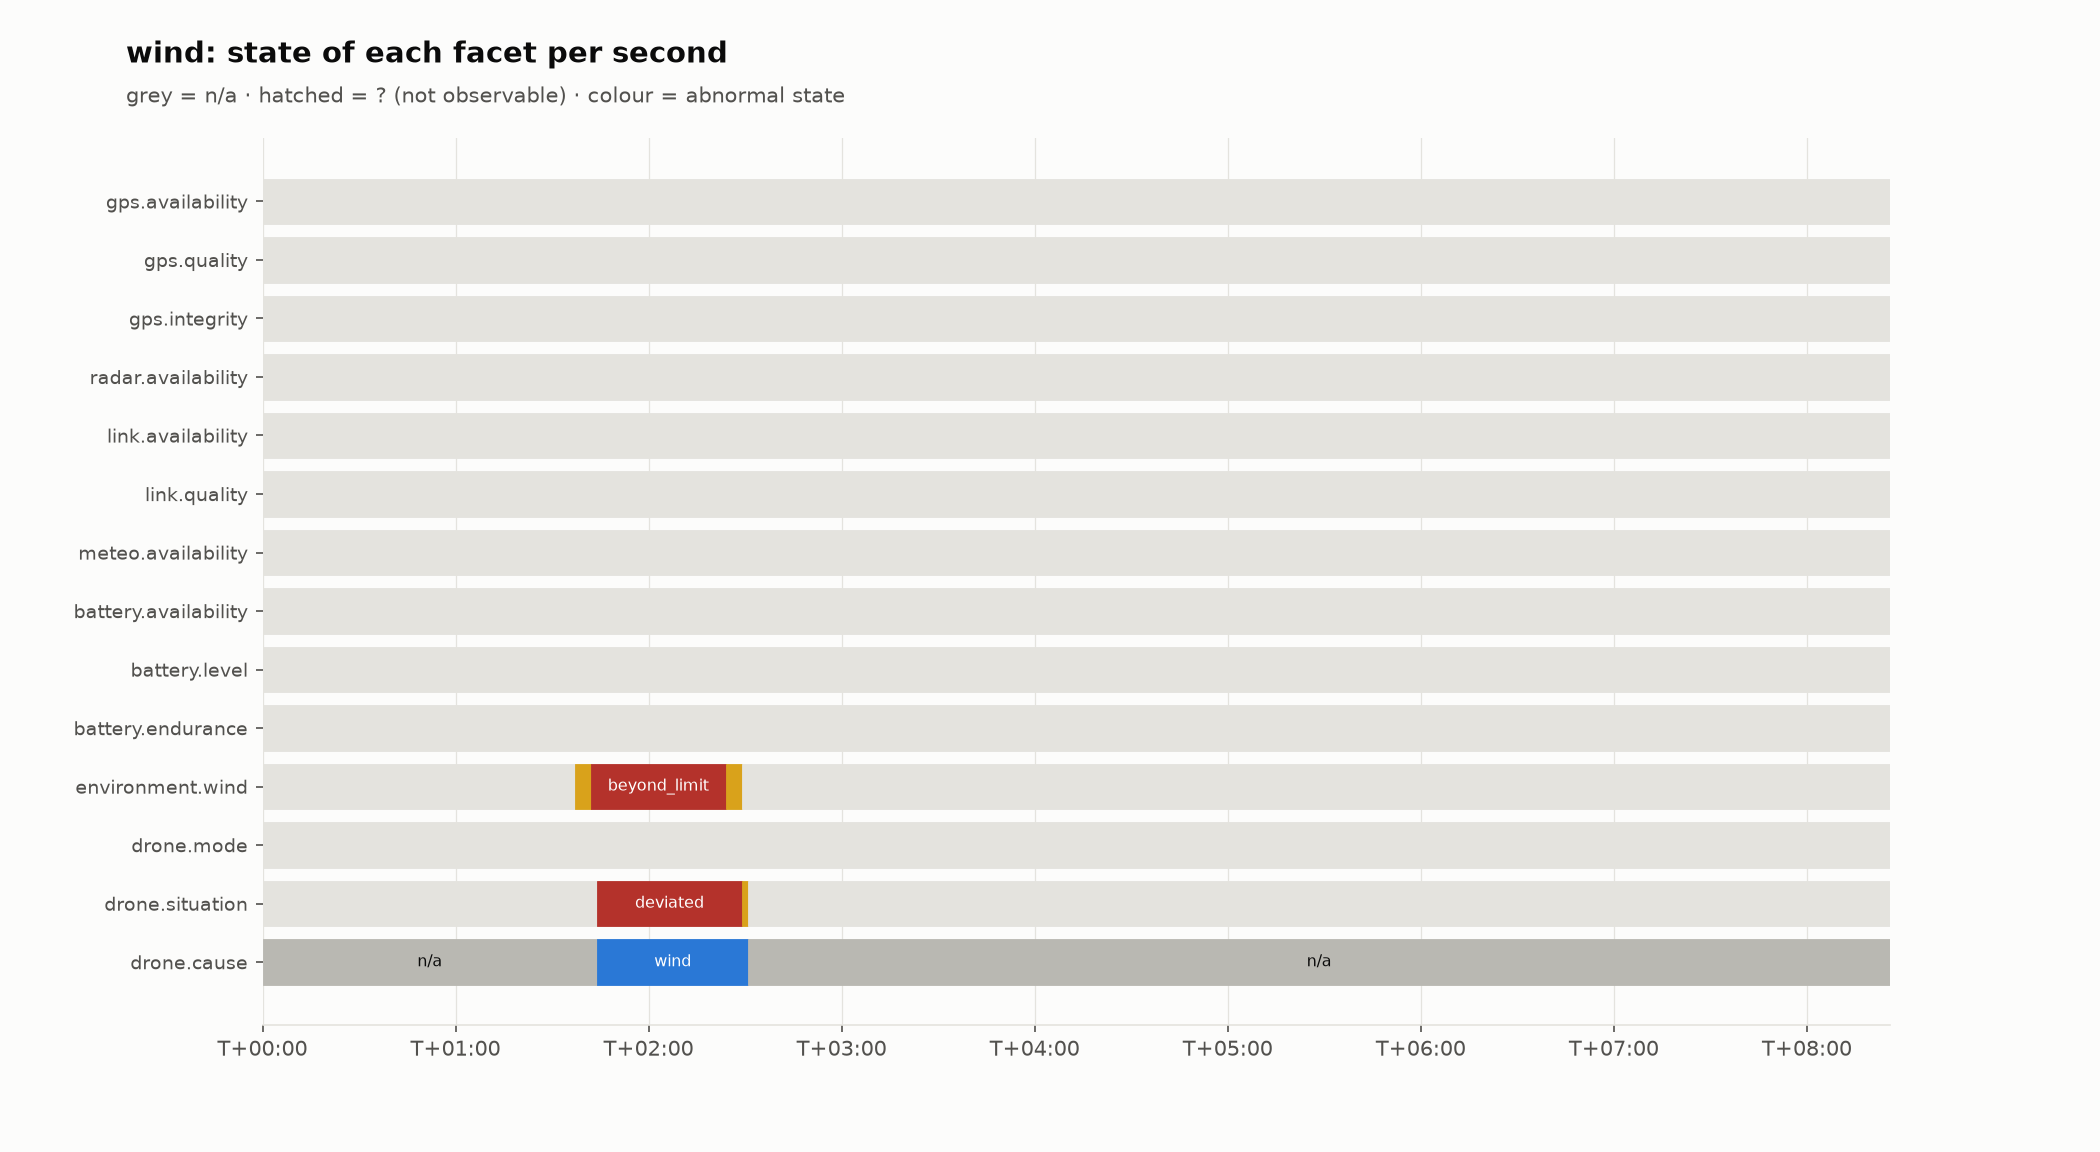 wind: state of each facet per second
grey = n/a · hatched = ? (not observable) · colour = abnormal state
gps.availability
gps.quality
gps.integrity
radar.availability
link.availability
link.quality
meteo.availability
battery.availability
battery.level
battery.endurance
environment.wind beyond_limit
drone.mode
drone.situation deviated
drone.cause n/a wind n/a
T+00:00 T+01:00 T+02:00 T+03:00 T+04:00 T+05:00 T+06:00 T+07:00 T+08:00